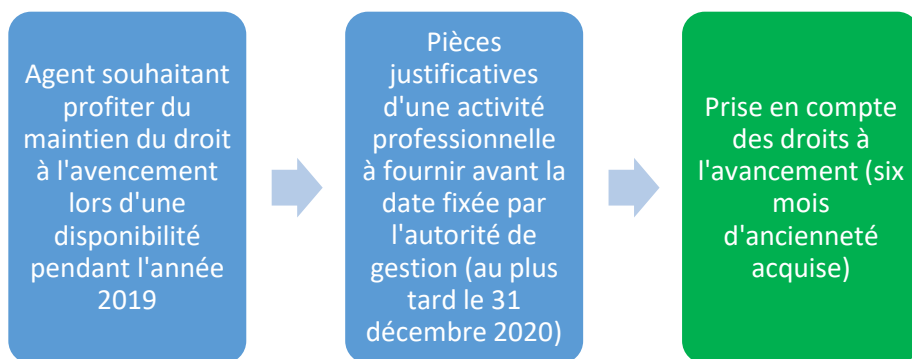 Agent souhaitant
profiter du
maintien du droit
à l'avencement
lors d'une
disponibilité
pendant l'année
2019
Pièces
justificatives
d'une activité
professionnelle
à fournir avant la
date fixée par
l'autorité de
gestion (au plus
tard le 31
décembre 2020)
Prise en compte
des droits à
l'avancement (six
mois
d'ancienneté
acquise)